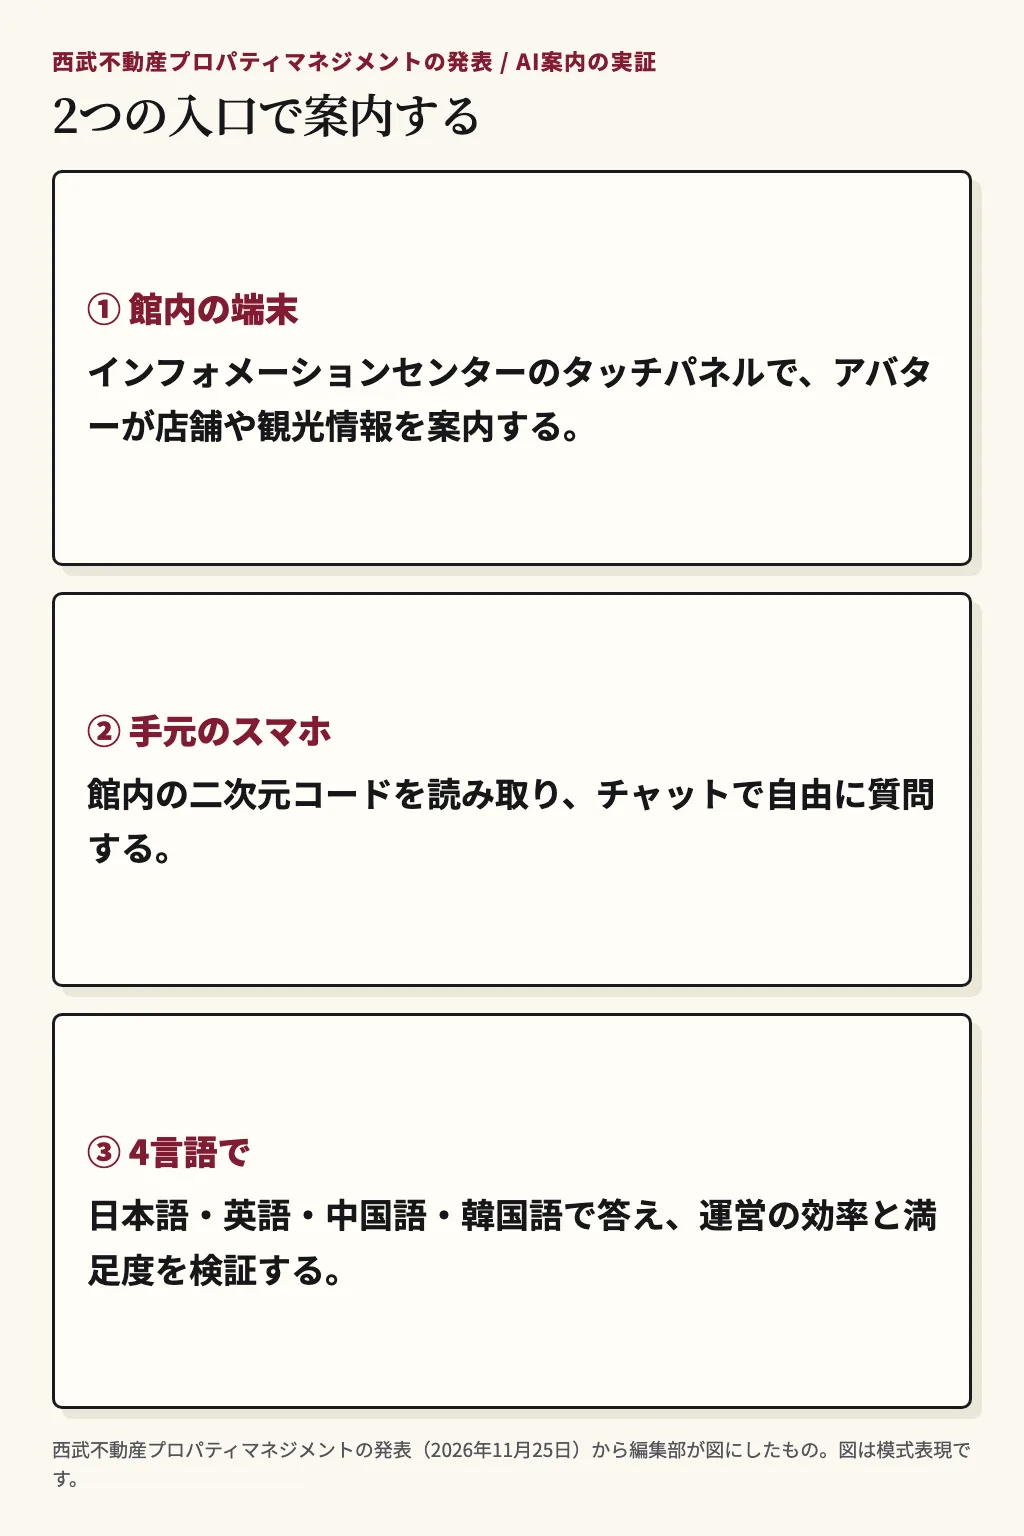 西武不動産プロパティマネジメントの発表 / AI案内の実証
2つの入口で案内する
① 館内の端末
インフォメーションセンターのタッチパネルで、アバタ
ーが店舗や観光情報を案内する。
② 手元のスマホ
館内の二次元コードを読み取り、チャットで自由に質問
する。
③ 4言語で
日本語・英語・中国語・韓国語で答え、運営の効率と満
足度を検証する。
西武不動産プロパティマネジメントの発表（2026年11月25日）から編集部が図にしたもの。図は模式表現で
す。